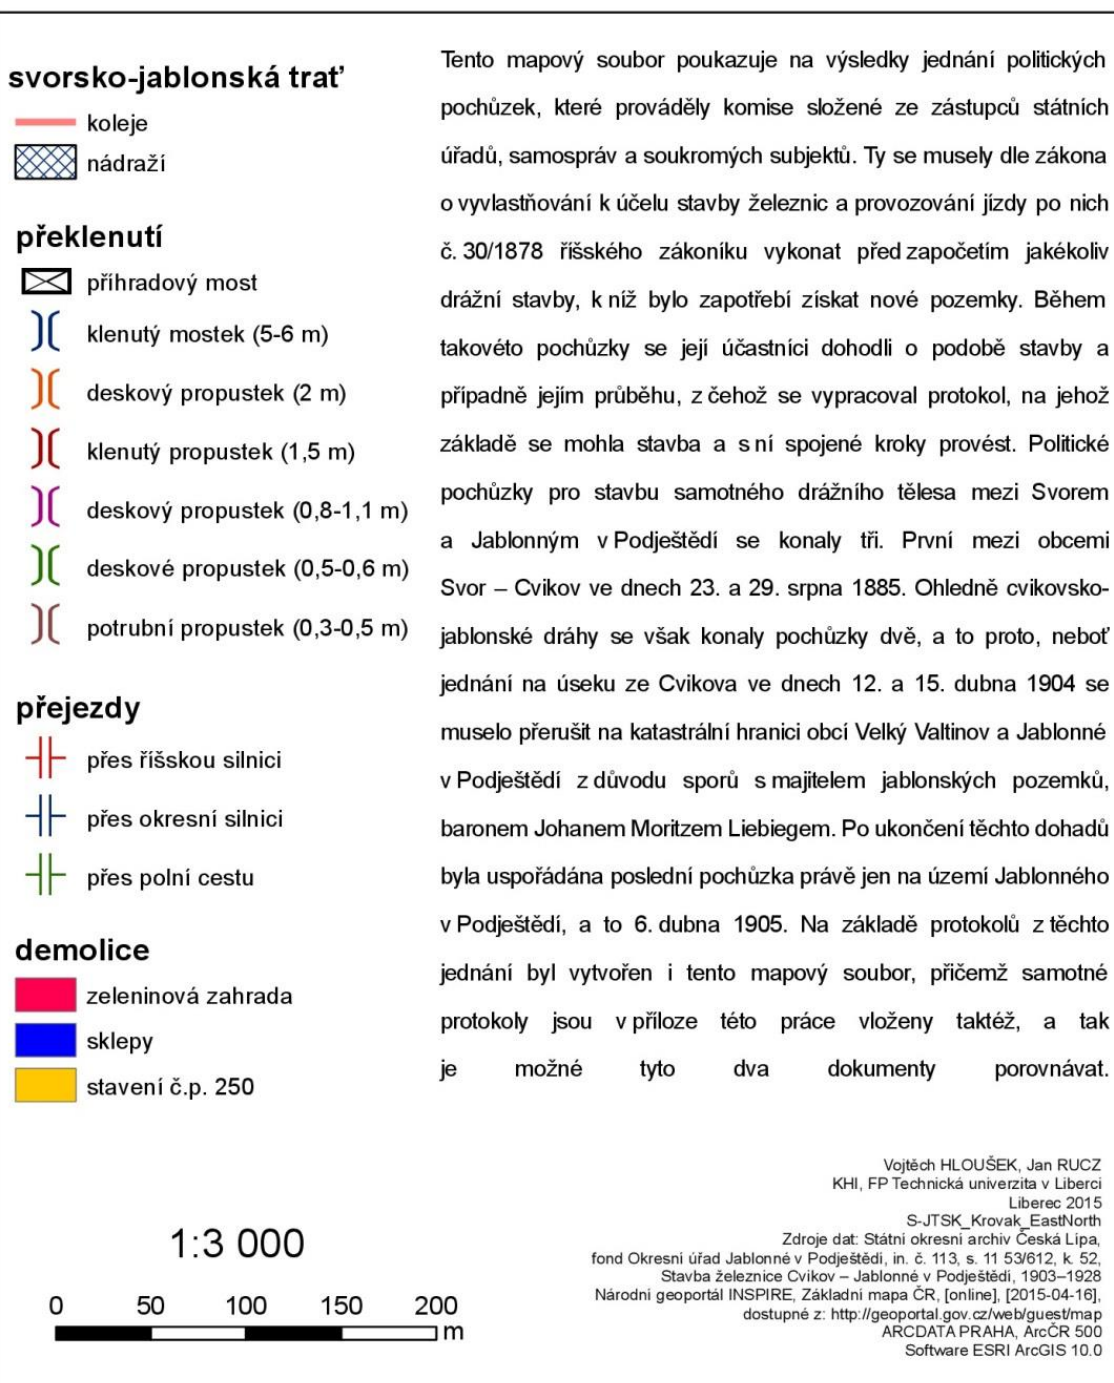 svorsko-jablonská trať
koleje
nádraží
překlenutí
příhradový most
klenutý mostek (5-6 m)
deskový propustek (2 m)
klenutý propustek (1,5 m)
deskový propustek (0,8-1,1 m)
deskové propustek (0,5-0,6 m)
potrubní propustek (0,3-0,5 m)
přejezdy
přes říšskou silnici
přes okresní silnici
přes polní cestu
demolice
zeleninová zahrada
sklepy
stavení č.p. 250
Tento mapový soubor poukazuje na výsledky jednání politických
pochůzek, které prováděly komise složené ze zástupců státních
úřadů, samospráv a soukromých subjektů. Ty se musely dle zákona
o vyvlastňování k účelu stavby železnic a provozování jízdy po nich
č. 30/1878 říšského zákoníku vykonat před započetím jakékoliv
drážní stavby, k níž bylo zapotřebí získat nové pozemky. Během
takovéto pochůzky se její účastníci dohodli o podobě stavby a
případně jejím průběhu, z čehož se vypracoval protokol, na jehož
základě se mohla stavba a s ní spojené kroky provést. Politické
pochůzky pro stavbu samotného drážního tělesa mezi Svorem
a Jablonným v Podještědí se konaly tři. První mezi obcemi
Svor – Cvikov ve dnech 23. a 29. srpna 1885. Ohledně cvikovsko-
jablonské dráhy se však konaly pochůzky dvě, a to proto, neboť
jednání na úseku ze Cvikova ve dnech 12. a 15. dubna 1904 se
muselo přerušit na katastrální hranici obcí Velký Valtinov a Jablonné
v Podještědí z důvodu sporů s majitelem jablonských pozemků,
baronem Johanem Moritzem Liebiegem. Po ukončení těchto dohadů
byla uspořádána poslední pochůzka právě jen na území Jablonného
v Podještědí, a to 6. dubna 1905. Na základě protokolů z těchto
jednání byl vytvořen i tento mapový soubor, přičemž samotné
protokoly jsou v příloze této práce vloženy taktéž, a tak
je možné tyto dva dokumenty porovnávat.
1:3 000
0 50 100 150 200
m
Vojtěch HLOUŠEK, Jan RUCZ
KHI, FP Technická univerzita v Liberci
Liberec 2015
S-JTSK_Krovak_EastNorth
Zdroje dat: Státní okresní archiv Česká Lípa,
fond Okresní úřad Jablonné v Podještědí, in. č. 113, s. 11 53/612, k. 52,
Stavba železnice Cvikov – Jablonné v Podještědí, 1903–1928
Národní geoportál INSPIRE, Základní mapa ČR, [online], [2015-04-16],
dostupné z: http://geoportal.gov.cz/web/guest/map
ARCDATA PRAHA, ArcČR 500
Software ESRI ArcGIS 10.0